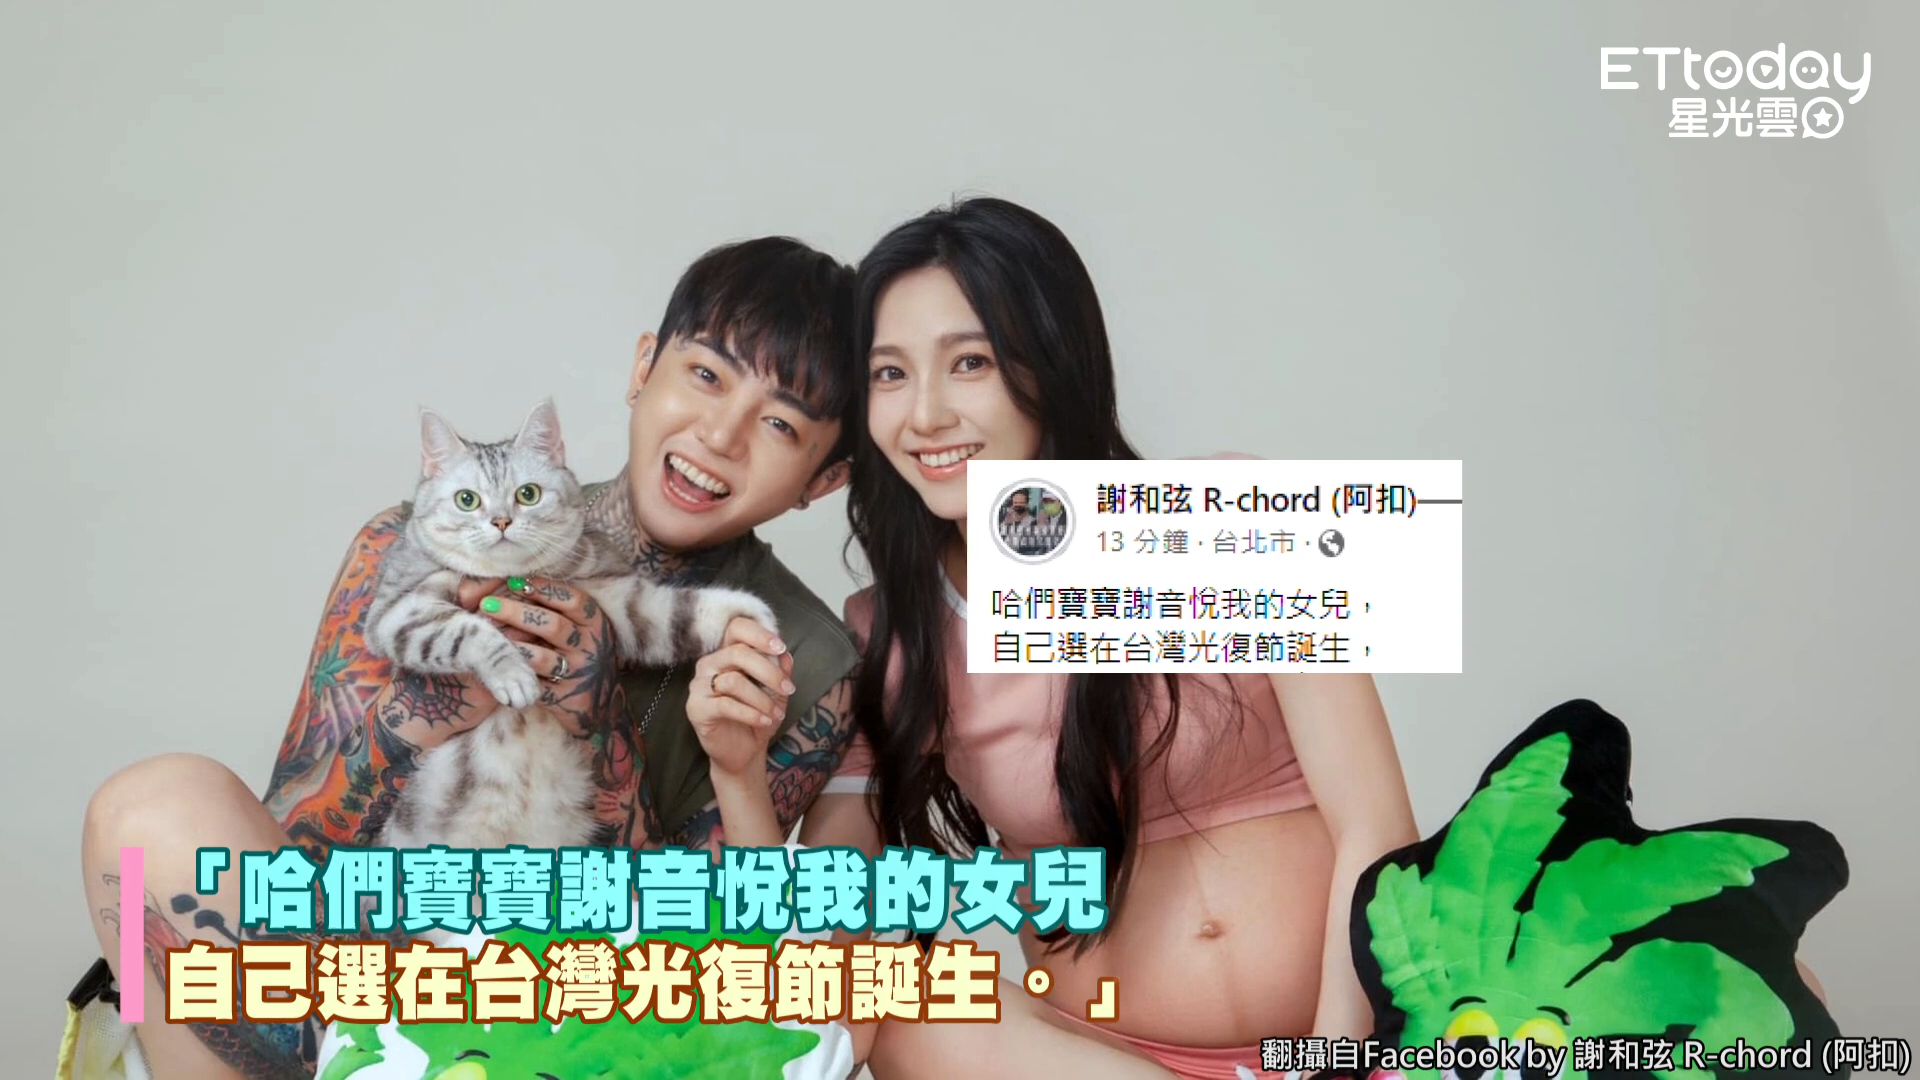 ETtoday
星光雲
謝和弦 R-chord (阿扣)
13 分鐘 · 台北市 ·
哈們寶寶謝音悅我的女兒，
自己選在台灣光復節誕生，
「哈們寶寶謝音悅我的女兒
自己選在台灣光復節誕生。」
翻攝自Facebook by 謝和弦 R-chord (阿扣)